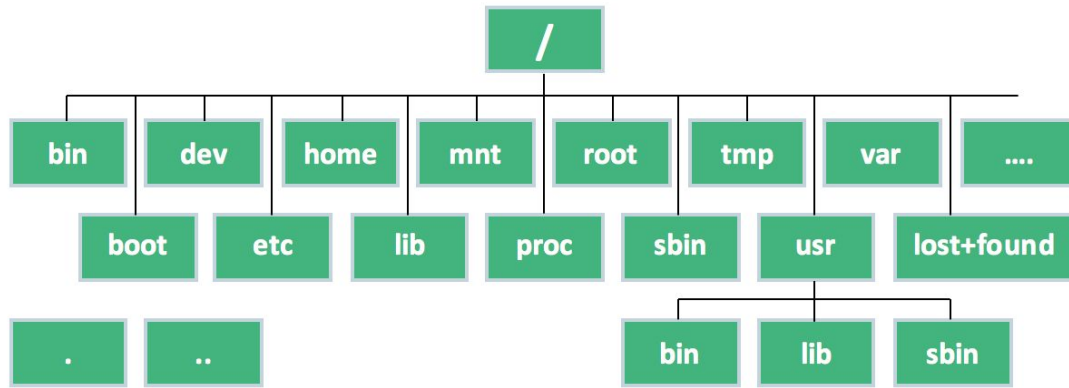 /
bin dev home mnt root tmp var ....
boot etc lib proc sbin usr lost+found
. .. bin lib sbin